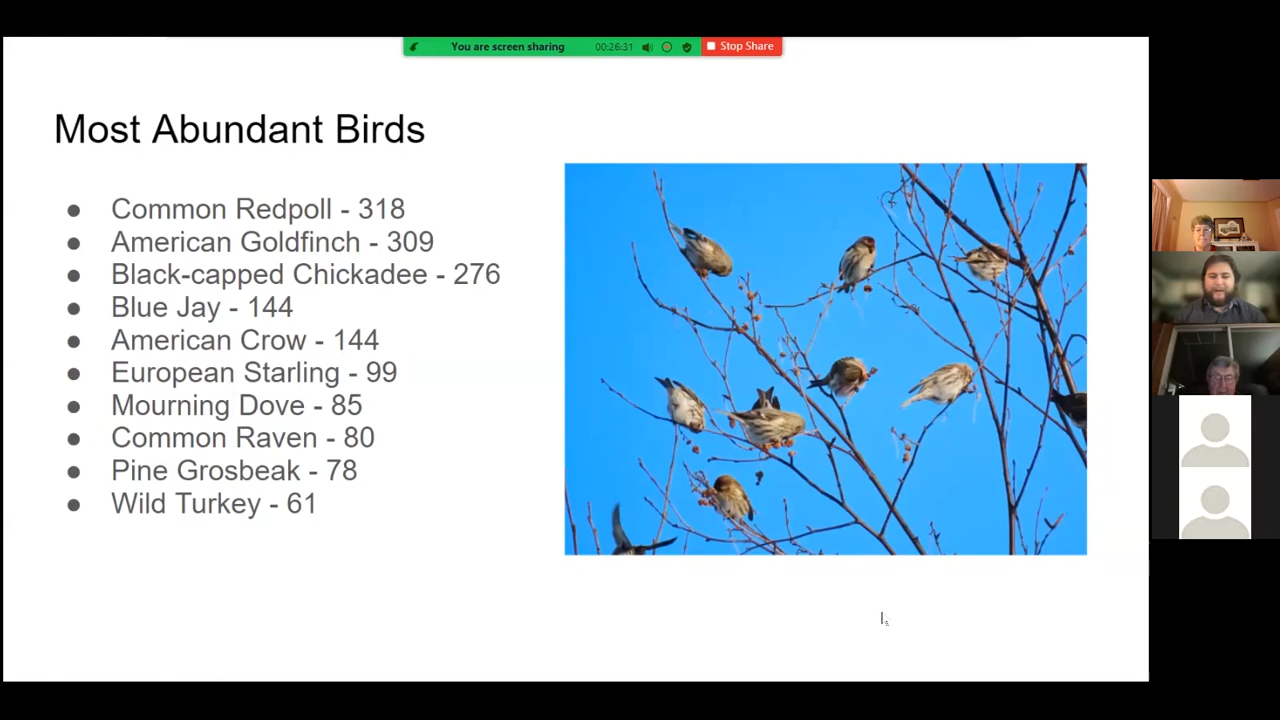 You are screen sharing 00:26:31 Stop Share
Most Abundant Birds
● Common Redpoll - 318
● American Goldfinch - 309
● Black-capped Chickadee - 276
● Blue Jay - 144
● American Crow - 144
● European Starling - 99
● Mourning Dove - 85
● Common Raven - 80
● Pine Grosbeak - 78
● Wild Turkey - 61